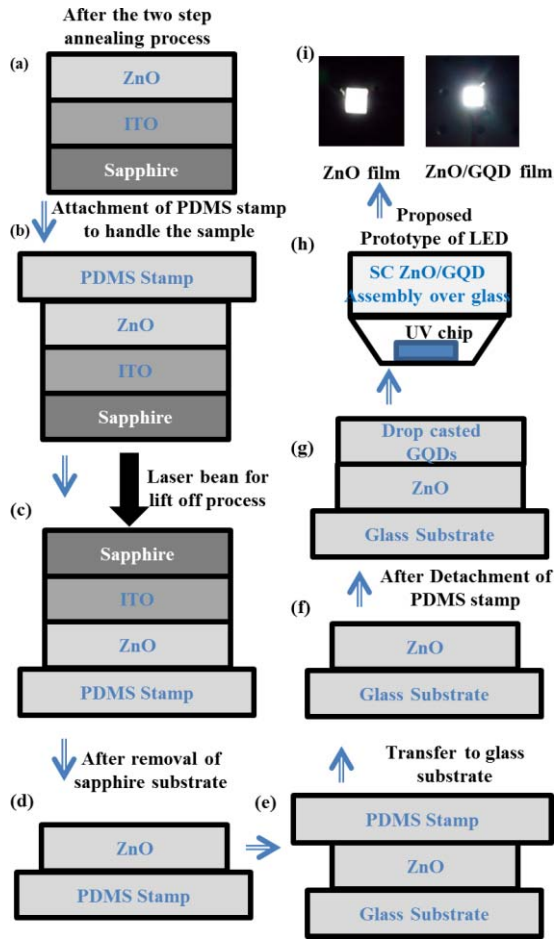 After the two step
annealing process
(a)
ZnO
ITO
Sapphire
Attachment of PDMS stamp
to handle the sample
(b)
PDMS Stamp
ZnO
ITO
Sapphire
Laser bean for
lift off process
(c)
Sapphire
ITO
ZnO
PDMS Stamp
After removal of
sapphire substrate
(d)
ZnO
PDMS Stamp
(e)
PDMS Stamp
ZnO
Glass Substrate
Transfer to glass
substrate
(f)
ZnO
Glass Substrate
After Detachment of
PDMS stamp
(g)
Drop casted
GQDs
ZnO
Glass Substrate
(h)
SC ZnO/GQD
Assembly over glass
UV chip
Proposed
Prototype of LED
(i)
ZnO film
ZnO/GQD film